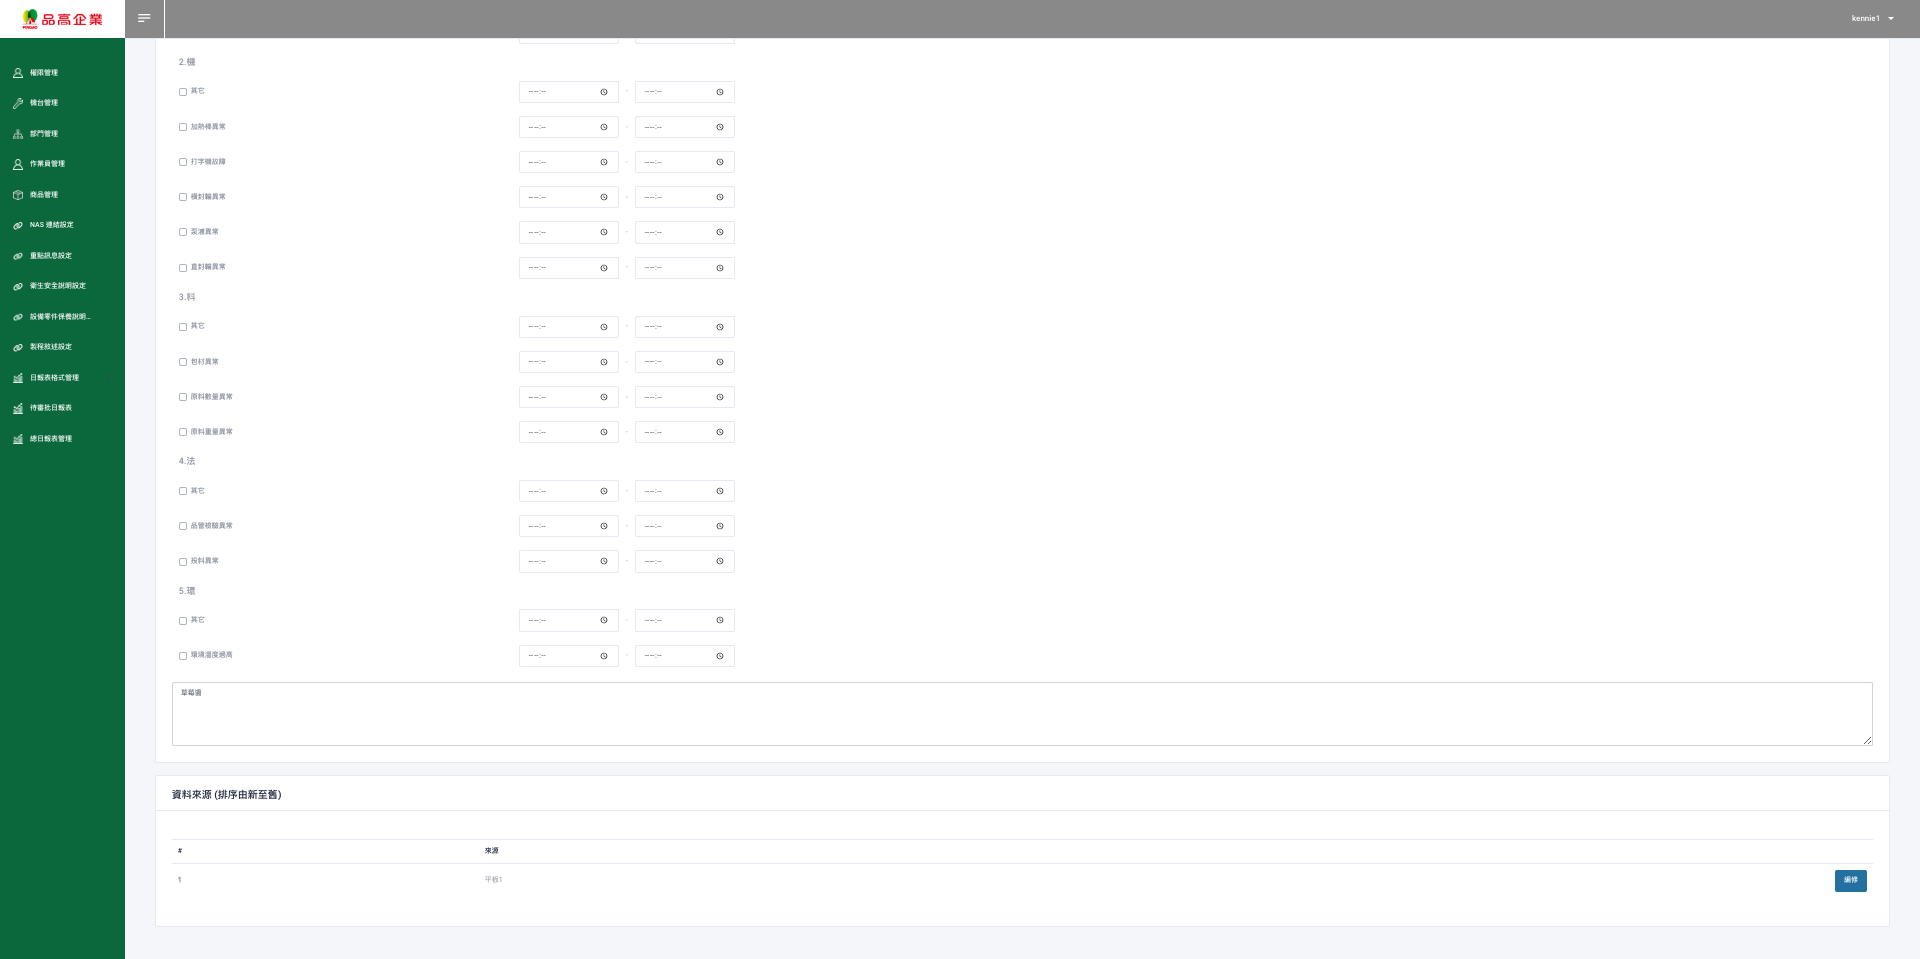 品高企業
PINGAO
kennie1
權限管理
機台管理
部門管理
作業員管理
商品管理
NAS 連結設定
重點訊息設定
衛生安全說明設定
設備零件保養說明...
製程敘述設定
日報表格式管理
待審批日報表
總日報表管理
2.機
其它 --:-- - --:--
加熱棒異常 --:-- - --:--
打字機故障 --:-- - --:--
橫封輪異常 --:-- - --:--
泵浦異常 --:-- - --:--
直封輪異常 --:-- - --:--
3.料
其它 --:-- - --:--
包材異常 --:-- - --:--
原料數量異常 --:-- - --:--
原料重量異常 --:-- - --:--
4.法
其它 --:-- - --:--
品管檢驗異常 --:-- - --:--
投料異常 --:-- - --:--
5.環
其它 --:-- - --:--
環境溫度過高 --:-- - --:--
草莓醬
資料來源 (排序由新至舊)
# 來源
1 平板1 編修